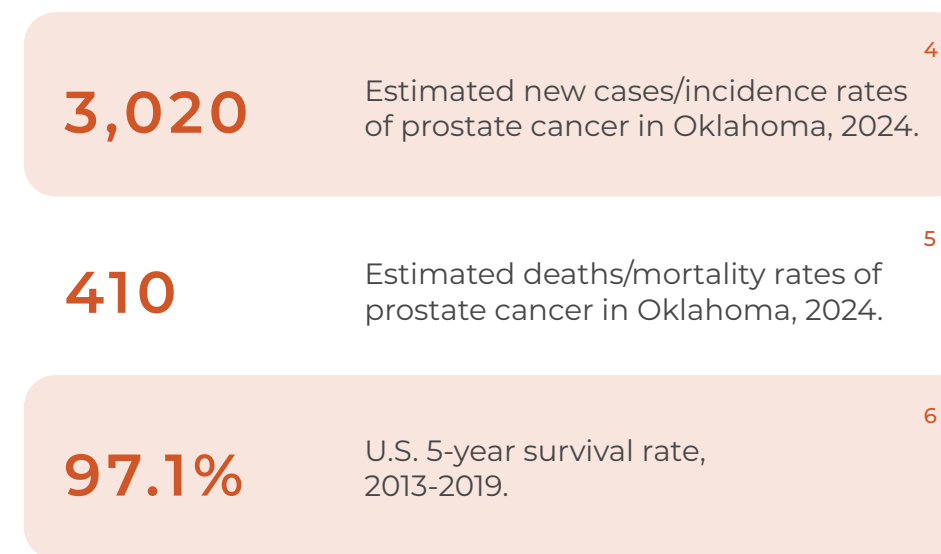 4
3,020
Estimated new cases/incidence rates
of prostate cancer in Oklahoma, 2024.
5
410
Estimated deaths/mortality rates of
prostate cancer in Oklahoma, 2024.
6
97.1%
U.S. 5-year survival rate,
2013-2019.